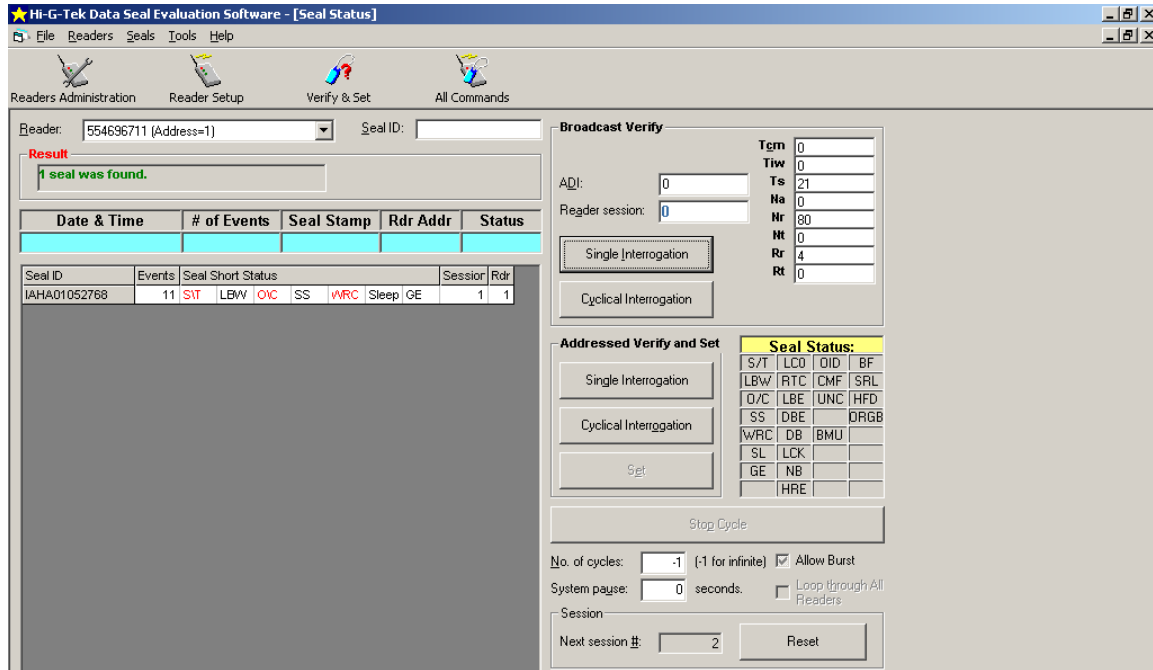 Hi-G-Tek Data Seal Evaluation Software - [Seal Status]
File Readers Seals Tools Help
Readers Administration Reader Setup Verify & Set All Commands
Reader: 554696711 (Address=1) Seal ID:
Result
1 seal was found.
Date & Time # of Events Seal Stamp Rdr Addr Status
Seal ID Events Seal Short Status Session Rdr
IAHA01052768 11 S\T LBW O\C SS WRC Sleep GE 1 1
Broadcast Verify
ADI: 0
Reader session: 0
Single Interrogation
Cyclical Interrogation
Tcm 0
Tiw 0
Ts 21
Na 0
Nr 80
Nt 0
Rr 4
Rt 0
Addressed Verify and Set
Single Interrogation
Cyclical Interrogation
Set
Seal Status:
S/T LC0 OID BF
LBW RTC CMF SRL
O/C LBE UNC HFD
SS DBE ORGB
WRC DB BMU
SL LCK
GE NB
HRE
Stop Cycle
No. of cycles: -1 (-1 for infinite) Allow Burst
System pause: 0 seconds. Loop through All
Readers
Session
Next session #: 2 Reset